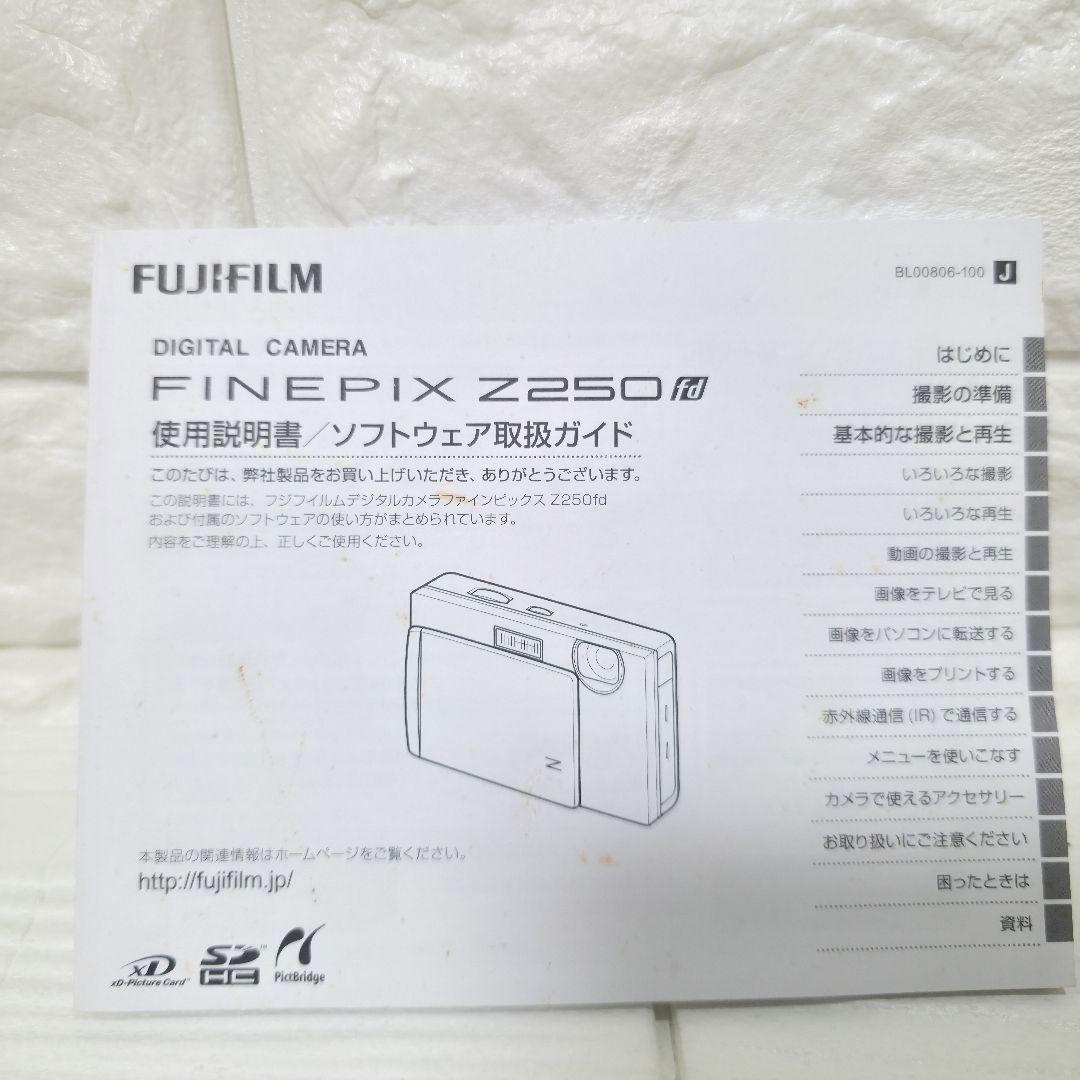 FUJIFILM
BL00806-100 J
DIGITAL CAMERA
FINEPIX Z250fd
使用説明書/ソフトウェア取扱ガイド
このたびは、弊社製品をお買い上げいただき、ありがとうございます。
この説明書には、フジフイルムデジタルカメラファインピックス Z250fd
および付属のソフトウェアの使い方がまとめられています。
内容をご理解の上、正しくご使用ください。
Z
本製品の関連情報はホームページをご覧ください。
http://fujifilm.jp/
xD
xD-Picture Card™
SD™
HC
PictBridge
はじめに
撮影の準備
基本的な撮影と再生
いろいろな撮影
いろいろな再生
動画の撮影と再生
画像をテレビで見る
画像をパソコンに転送する
画像をプリントする
赤外線通信(IR)で通信する
メニューを使いこなす
カメラで使えるアクセサリー
お取り扱いにご注意ください
困ったときは
資料